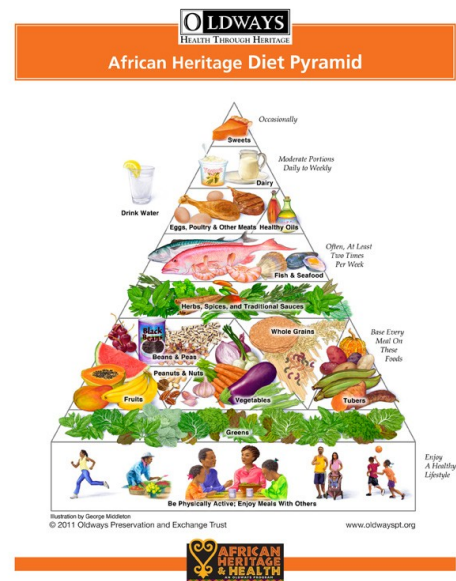 OLDWAYS
HEALTH THROUGH HERITAGE
African Heritage Diet Pyramid
Occasionally
Sweets
Moderate Portions
Daily to Weekly
Dairy
Drink Water
Eggs, Poultry & Other Meats
Healthy Oils
Often, At Least
Two Times
Per Week
Fish & Seafood
Herbs, Spices, and Traditional Sauces
Black
Beans
Whole Grains
Base Every
Meal On
These
Foods
Beans & Peas
Peanuts & Nuts
Fruits
Vegetables
Tubers
Greens
Enjoy
A Healthy
Lifestyle
Be Physically Active; Enjoy Meals With Others
Illustration by George Middleton
© 2011 Oldways Preservation and Exchange Trust
www.oldwayspt.org
AFRICAN
HERITAGE
& HEALTH
AN OLDWAYS PROGRAM